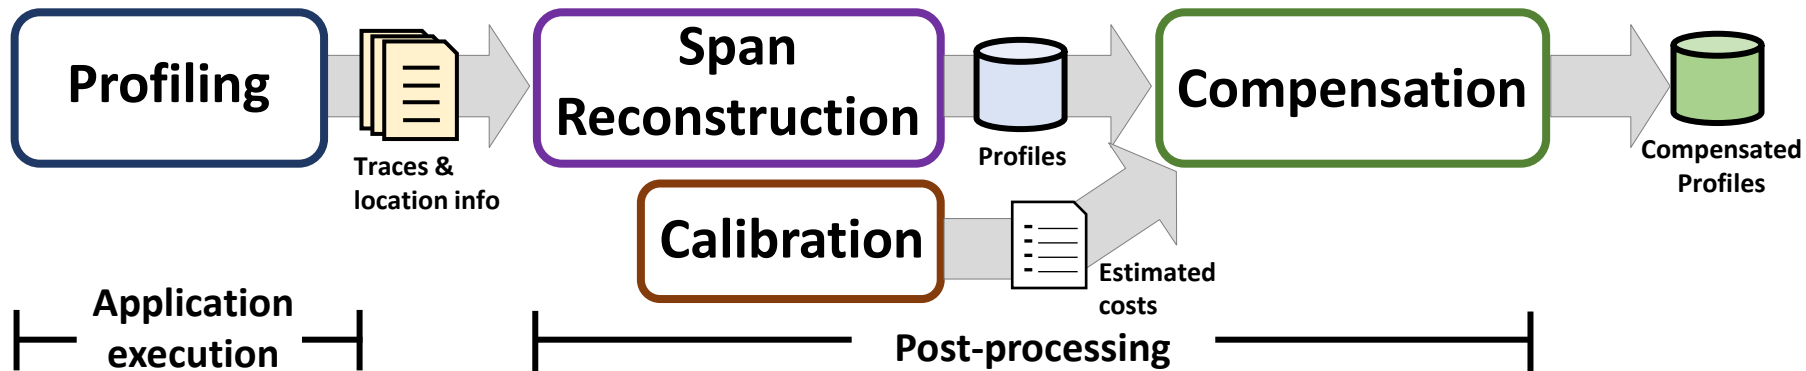 Profiling
Traces &
location info
Span
Reconstruction
Profiles
Calibration
Estimated
costs
Compensation
Compensated
Profiles
Application
execution
Post-processing